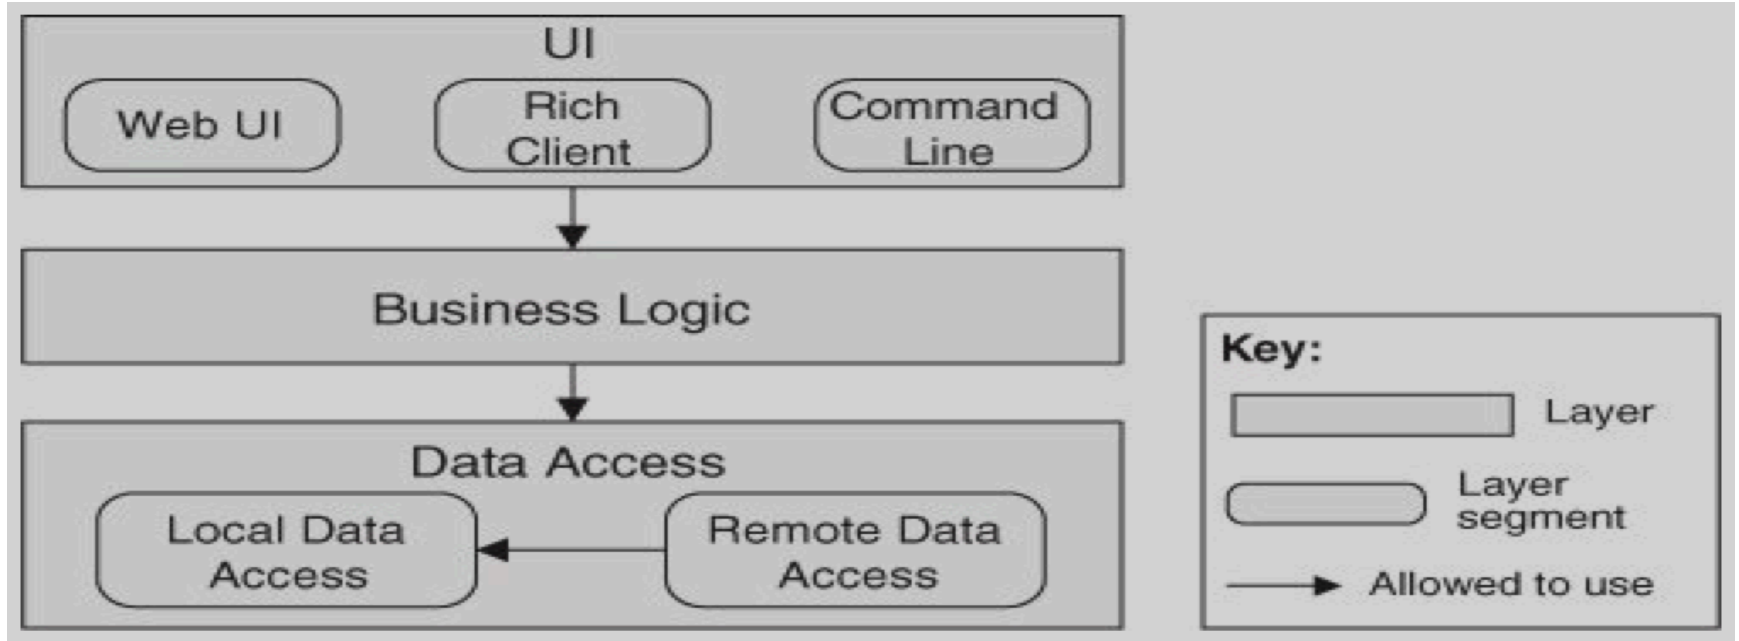 UI
Web UI
Rich
Client
Command
Line
Business Logic
Data Access
Local Data
Access
Remote Data
Access
Key:
Layer
Layer
segment
Allowed to use